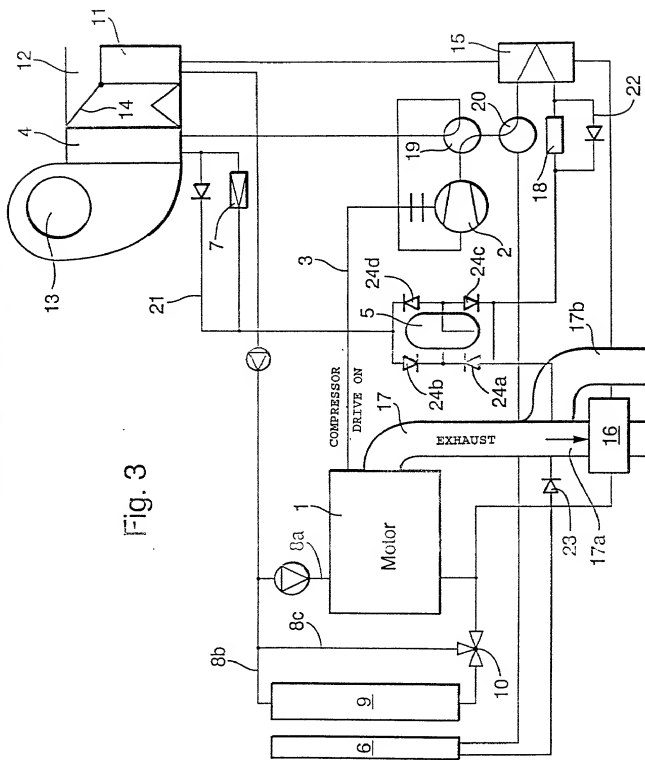 Fig. 3
12
11
14
4
13
7
21
3
COMPRESSOR
DRIVE ON
19
20
15
22
18
2
24d
24c
5
24b
24a
17
17b
EXHAUST
16
17a
23
1
Motor
8a
8c
8b
10
9
6